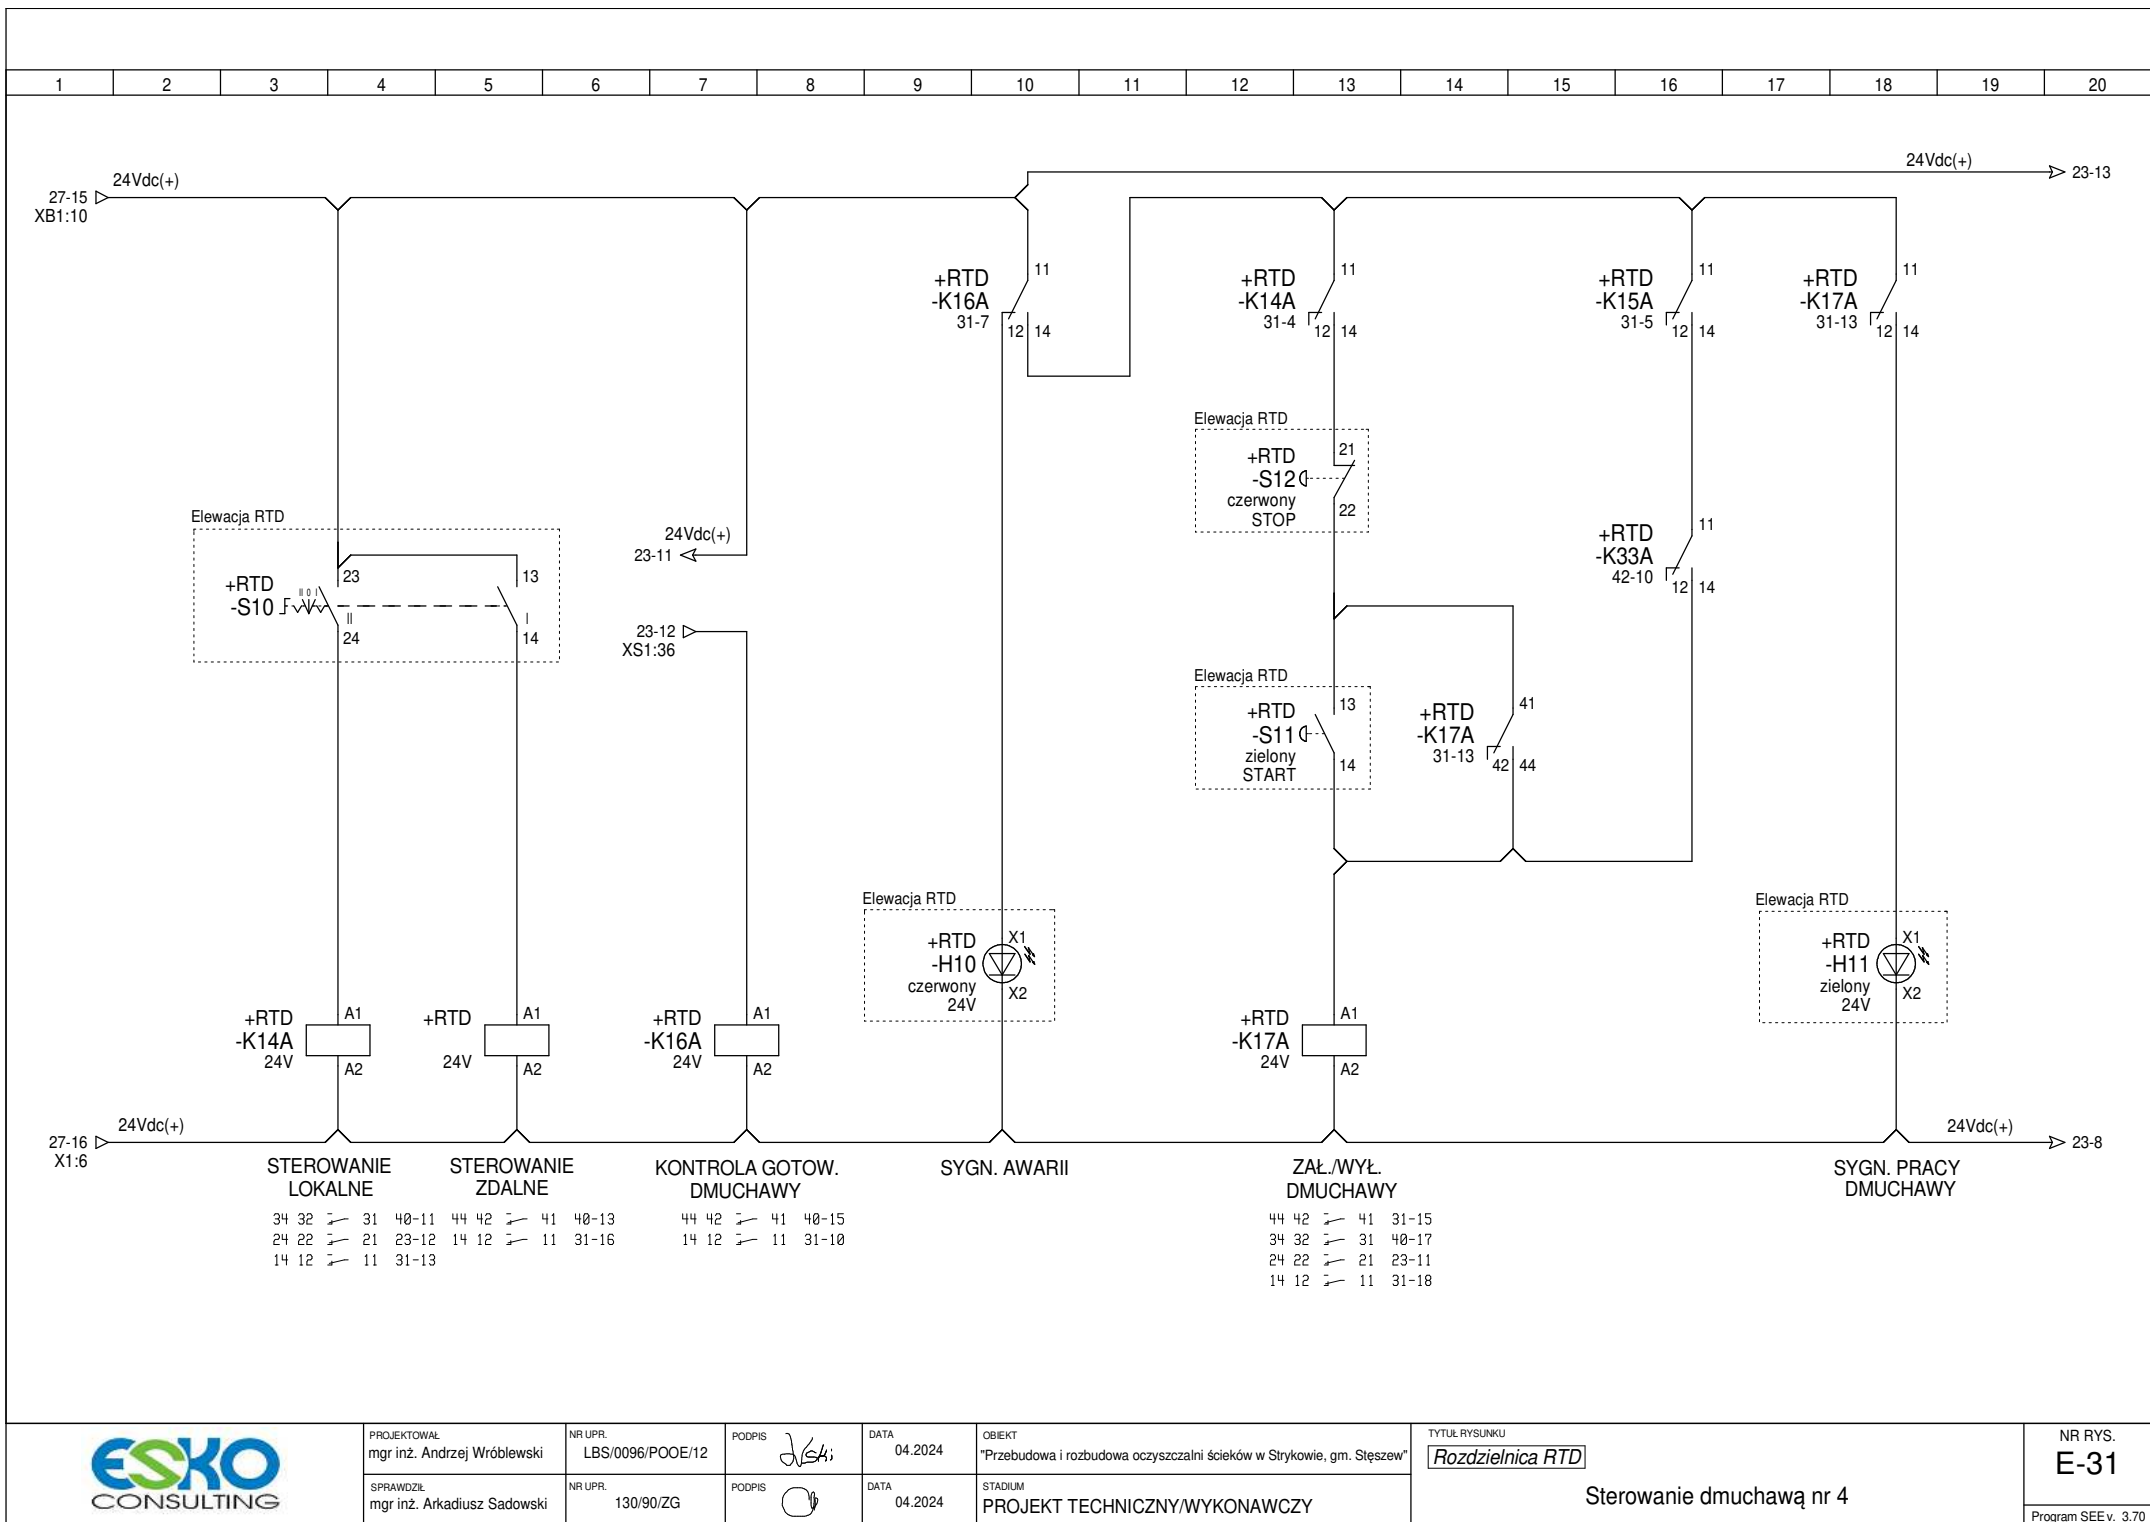 1 2 3 4 5 6 7 8 9 10 11 12 13 14 15 16 17 18 19 20
24Vdc(+)
27-15
XB1:10
24Vdc(+)
23-13
+RTD
-K16A
31-7
11
12 14
+RTD
-K14A
31-4
11
12 14
+RTD
-K15A
31-5
11
12 14
+RTD
-K17A
31-13
11
12 14
Elewacja RTD
+RTD
-S12
czerwony
STOP
21
22
Elewacja RTD
+RTD
-S10
II 0 I
23
II
24
13
I
14
24Vdc(+)
23-11
23-12
XS1:36
+RTD
-K33A
42-10
11
12 14
Elewacja RTD
+RTD
-S11
zielony
START
13
14
+RTD
-K17A
31-13
41
42 44
Elewacja RTD
+RTD
-H10
czerwony
24V
X1
X2
Elewacja RTD
+RTD
-H11
zielony
24V
X1
X2
+RTD
-K14A
24V
A1
A2
+RTD
24V
A1
A2
+RTD
-K16A
24V
A1
A2
+RTD
-K17A
24V
A1
A2
24Vdc(+)
27-16
X1:6
24Vdc(+)
23-8
STEROWANIE
LOKALNE
STEROWANIE
ZDALNE
KONTROLA GOTOW.
DMUCHAWY
SYGN. AWARII
ZAŁ./WYŁ.
DMUCHAWY
SYGN. PRACY
DMUCHAWY
34 32 31 40-11
24 22 21 23-12
14 12 11 31-13
44 42 41 40-13
14 12 11 31-16
44 42 41 40-15
14 12 11 31-10
44 42 41 31-15
34 32 31 40-17
24 22 21 23-11
14 12 11 31-18
ESKO
CONSULTING
PROJEKTOWAŁ
mgr inż. Andrzej Wróblewski
NR UPR.
LBS/0096/POOE/12
PODPIS
DATA
04.2024
SPRAWDZIŁ
mgr inż. Arkadiusz Sadowski
NR UPR.
130/90/ZG
PODPIS
DATA
04.2024
OBIEKT
"Przebudowa i rozbudowa oczyszczalni ścieków w Strykowie, gm. Stęszew"
STADIUM
PROJEKT TECHNICZNY/WYKONAWCZY
TYTUŁ RYSUNKU
Rozdzielnica RTD
Sterowanie dmuchawą nr 4
NR RYS.
E-31
Program SEE v. 3.70